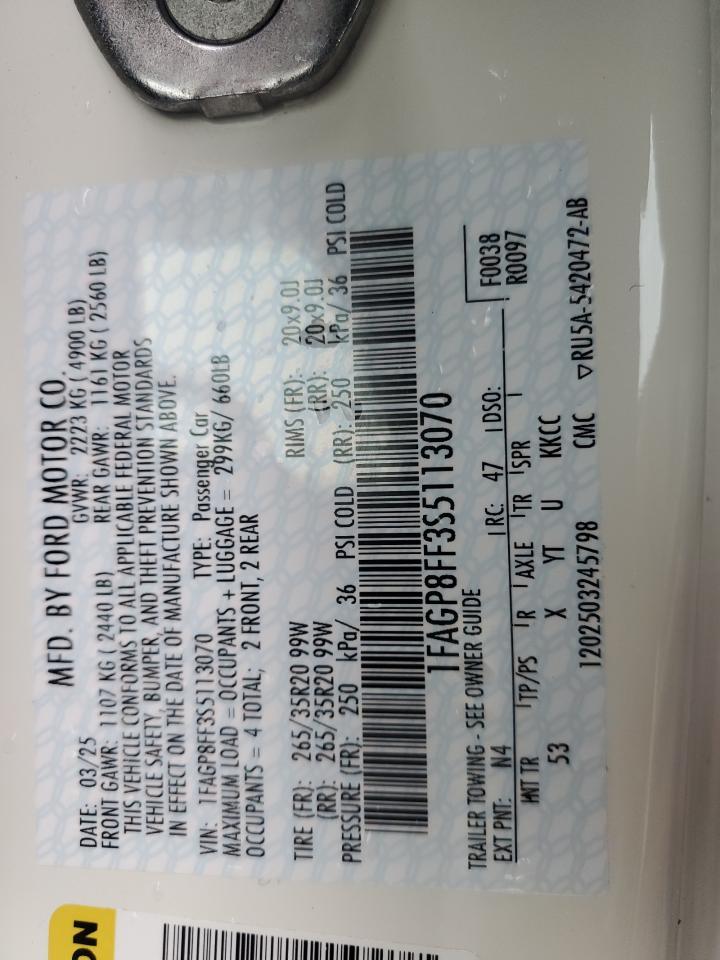 MFD. BY FORD MOTOR CO.
DATE: 03/25 GVWR: 2223 KG ( 4900 LB)
FRONT GAWR: 1107 KG ( 2440 LB) REAR GAWR: 1161 KG ( 2560 LB)
THIS VEHICLE CONFORMS TO ALL APPLICABLE FEDERAL MOTOR
VEHICLE SAFETY, BUMPER, AND THEFT PREVENTION STANDARDS
IN EFFECT ON THE DATE OF MANUFACTURE SHOWN ABOVE.
VIN: 1FAGP8FF3S5113070 TYPE: Passenger Car
MAXIMUM LOAD = OCCUPANTS + LUGGAGE = 299KG/ 660LB
OCCUPANTS = 4 TOTAL; 2 FRONT, 2 REAR
TIRE (FR): 265/35R20 99W RIMS (FR): 20x9.0J
(RR): 265/35R20 99W (RR): 20x9.0J
PRESSURE (FR): 250 kPa/ 36 PSI COLD (RR): 250 kPa/ 36 PSI COLD
1FAGP8FF3S5113070
TRAILER TOWING - SEE OWNER GUIDE
EXT PNT: N4 RC: 47 DSO: F0038
R0097
INT TR TP/PS R AXLE TR SPR
53 X YT U KKCC
1202503245798 CMC ▽RU5A-5420472-AB
ON